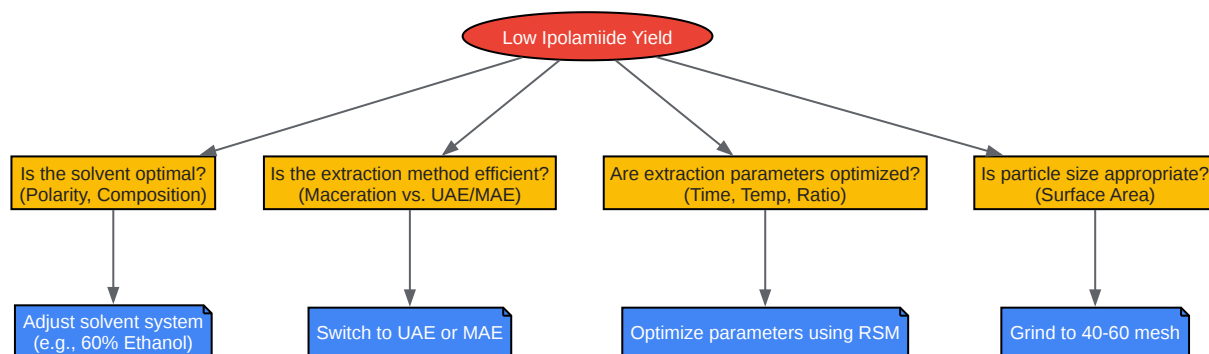 Low Ipolamiide Yield
Is the solvent optimal?
(Polarity, Composition)
Is the extraction method efficient?
(Maceration vs. UAE/MAE)
Are extraction parameters optimized?
(Time, Temp, Ratio)
Is particle size appropriate?
(Surface Area)
Adjust solvent system
(e.g., 60% Ethanol)
Switch to UAE or MAE
Optimize parameters using RSM
Grind to 40-60 mesh